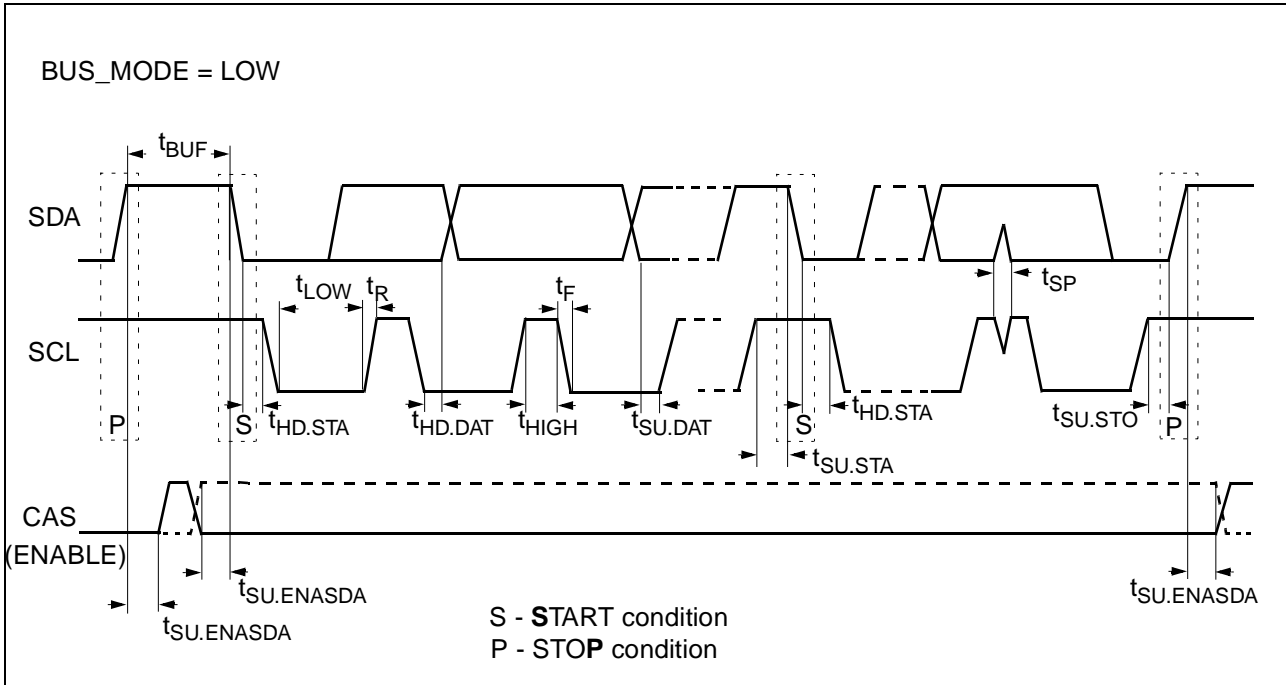 BUS_MODE = LOW
tBUF
SDA
tLOW
tR
tF
tSP
SCL
P
S
tHD.STA
tHD.DAT
tHIGH
tSU.DAT
S
tHD.STA
tSU.STO
P
tSU.STA
CAS
(ENABLE)
tSU.ENASDA
tSU.ENASDA
tSU.ENASDA
S - START condition
P - STOP condition